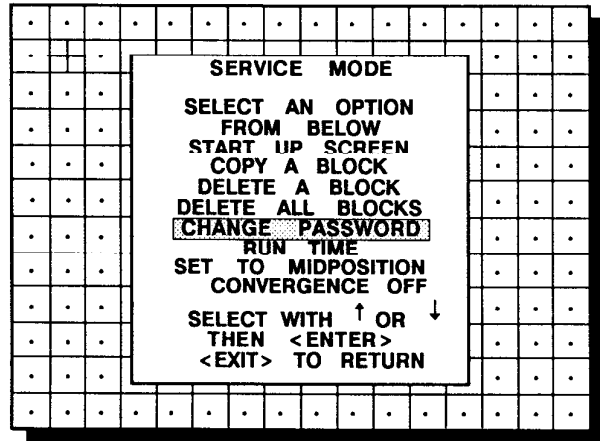 SERVICE MODE
SELECT AN OPTION
FROM BELOW
START UP SCREEN
COPY A BLOCK
DELETE A BLOCK
DELETE ALL BLOCKS
CHANGE PASSWORD
RUN TIME
SET TO MIDPOSITION
CONVERGENCE OFF
SELECT WITH ↑ OR ↓
THEN <ENTER>
<EXIT> TO RETURN